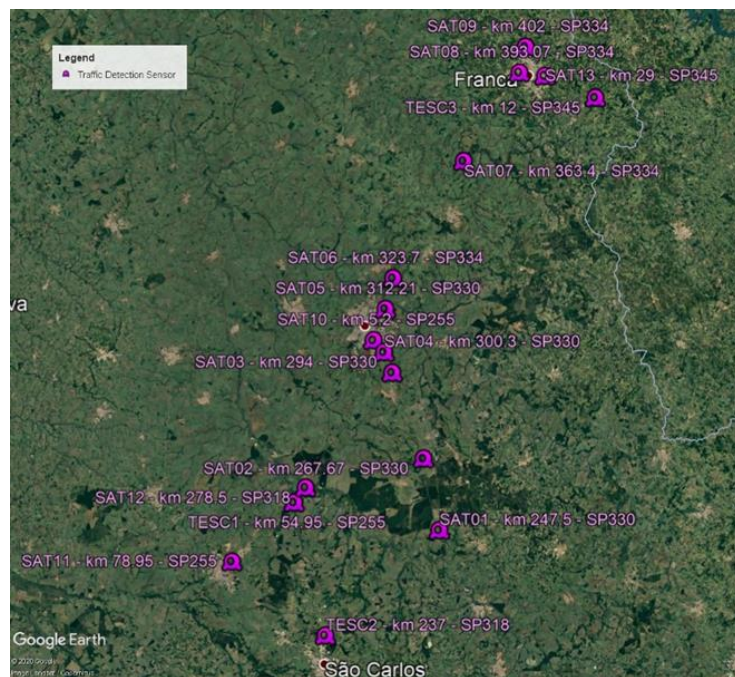 SAT09 - km 402 - SP334
Legend
SAT08 - km 393.07 - SP334
Traffic Detection Sensor
Franca
SAT13 - km 29 - SP345
TESC3 - km 12 - SP345
SAT07 - km 363.4 - SP334
SAT06 - km 323.7 - SP334
SAT05 - km 312.21 - SP330
va
SAT10 - km 5.2 - SP255
SAT04 - km 300.3 - SP330
SAT03 - km 294 - SP330
SAT02 - km 267.67 - SP330
SAT12 - km 278.5 - SP318
TESC1 - km 54.95 - SP255
SAT01 - km 247.5 - SP330
SAT11 - km 78.95 - SP255
TESC2 - km 237 - SP318
Google Earth
© 2020 Google
São Carlos